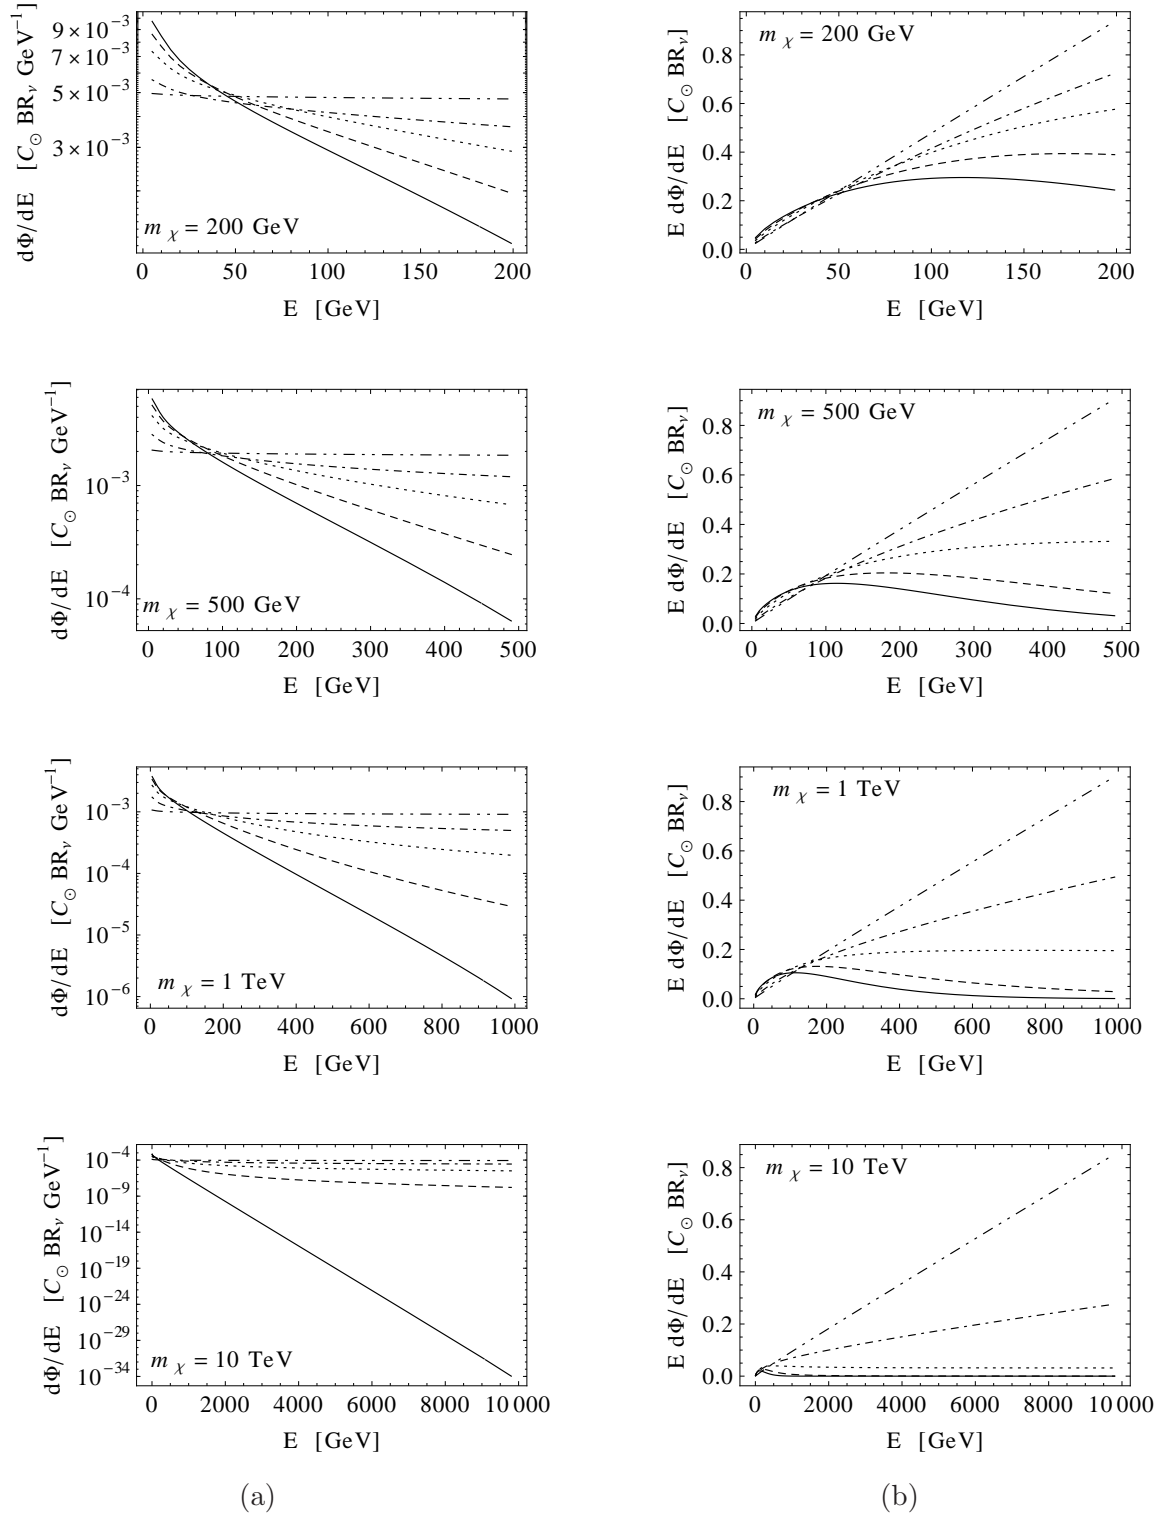 dΦ/dE [C⊙ BRν GeV⁻¹]
9×10⁻³
7×10⁻³
5×10⁻³
3×10⁻³
mχ = 200 GeV
0 50 100 150 200
E [GeV]
E dΦ/dE [C⊙ BRν]
0.8
0.6
0.4
0.2
0.0
mχ = 200 GeV
0 50 100 150 200
E [GeV]
dΦ/dE [C⊙ BRν GeV⁻¹]
10⁻³
10⁻⁴
mχ = 500 GeV
0 100 200 300 400 500
E [GeV]
E dΦ/dE [C⊙ BRν]
0.8
0.6
0.4
0.2
0.0
mχ = 500 GeV
0 100 200 300 400 500
E [GeV]
dΦ/dE [C⊙ BRν GeV⁻¹]
10⁻³
10⁻⁴
10⁻⁵
10⁻⁶
mχ = 1 TeV
0 200 400 600 800 1000
E [GeV]
E dΦ/dE [C⊙ BRν]
0.8
0.6
0.4
0.2
0.0
mχ = 1 TeV
0 200 400 600 800 1000
E [GeV]
dΦ/dE [C⊙ BRν GeV⁻¹]
10⁻⁴
10⁻⁹
10⁻¹⁴
10⁻¹⁹
10⁻²⁴
10⁻²⁹
10⁻³⁴
mχ = 10 TeV
0 2000 4000 6000 8000 10 000
E [GeV]
E dΦ/dE [C⊙ BRν]
0.8
0.6
0.4
0.2
0.0
mχ = 10 TeV
0 2000 4000 6000 8000 10 000
E [GeV]
(a)
(b)